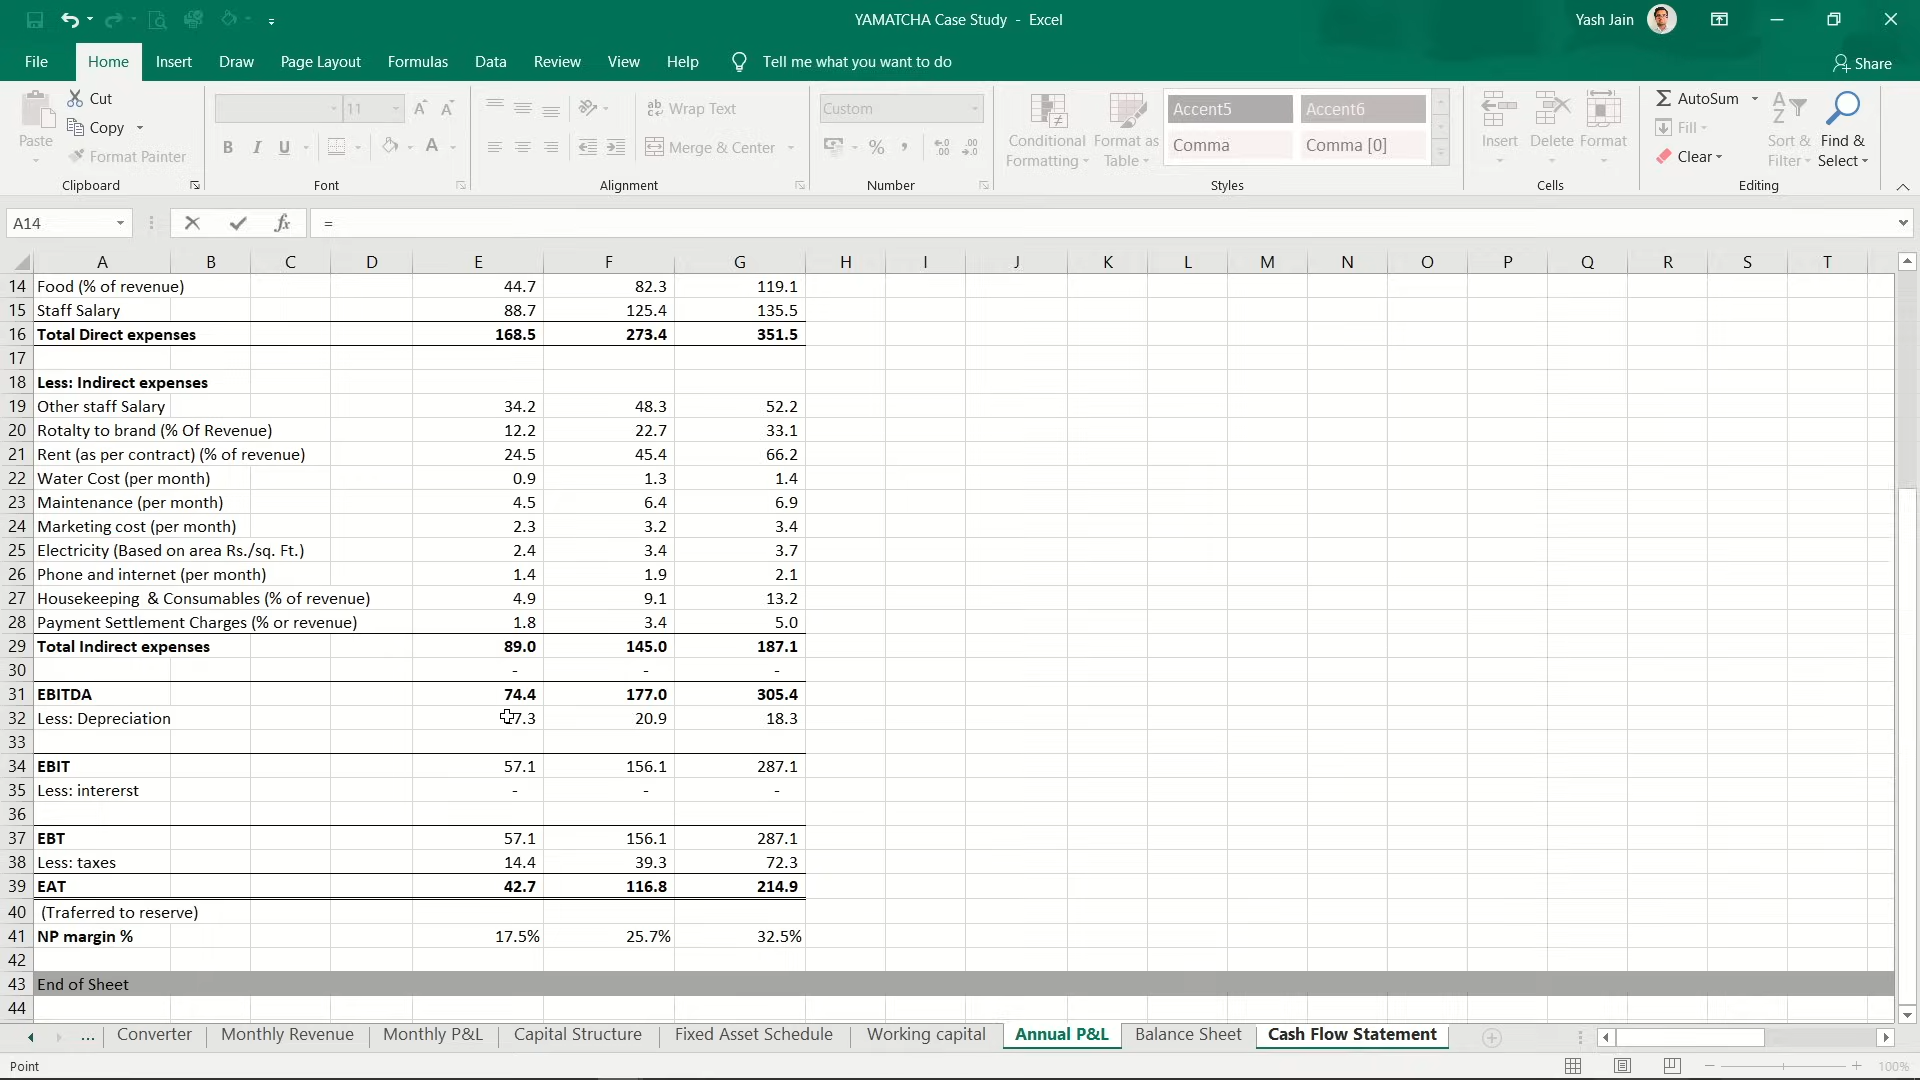 YAMATCHA Case Study - Excel
Yash Jain
File Home Insert Draw Page Layout Formulas Data Review View Help Tell me what you want to do Share
Paste Cut
Copy
Format Painter
Clipboard
11
B I U A
Font
Wrap Text
Merge & Center
Alignment
Custom
%
Number
Conditional Formatting
Format as Table
Accent5 Accent6
Comma Comma [0]
Styles
Insert Delete Format
Cells
AutoSum
Fill
Clear
Sort & Filter
Find & Select
Editing
A14 fx =
A B C D E F G H I J K L M N O P Q R S T
14 Food (% of revenue) 44.7 82.3 119.1
15 Staff Salary 88.7 125.4 135.5
16 Total Direct expenses 168.5 273.4 351.5
17
18 Less: Indirect expenses
19 Other staff Salary 34.2 48.3 52.2
20 Rotalty to brand (% Of Revenue) 12.2 22.7 33.1
21 Rent (as per contract) (% of revenue) 24.5 45.4 66.2
22 Water Cost (per month) 0.9 1.3 1.4
23 Maintenance (per month) 4.5 6.4 6.9
24 Marketing cost (per month) 2.3 3.2 3.4
25 Electricity (Based on area Rs./sq. Ft.) 2.4 3.4 3.7
26 Phone and internet (per month) 1.4 1.9 2.1
27 Housekeeping & Consumables (% of revenue) 4.9 9.1 13.2
28 Payment Settlement Charges (% or revenue) 1.8 3.4 5.0
29 Total Indirect expenses 89.0 145.0 187.1
30 - - -
31 EBITDA 74.4 177.0 305.4
32 Less: Depreciation 20.9 18.3
33
34 EBIT 57.1 156.1 287.1
35 Less: intererst - - -
36
37 EBT 57.1 156.1 287.1
38 Less: taxes 14.4 39.3 72.3
39 EAT 42.7 116.8 214.9
40 (Traferred to reserve)
41 NP margin % 17.5% 25.7% 32.5%
42
43 End of Sheet
44
... Converter Monthly Revenue Monthly P&L Capital Structure Fixed Asset Schedule Working capital Annual P&L Balance Sheet Cash Flow Statement
Point 100%